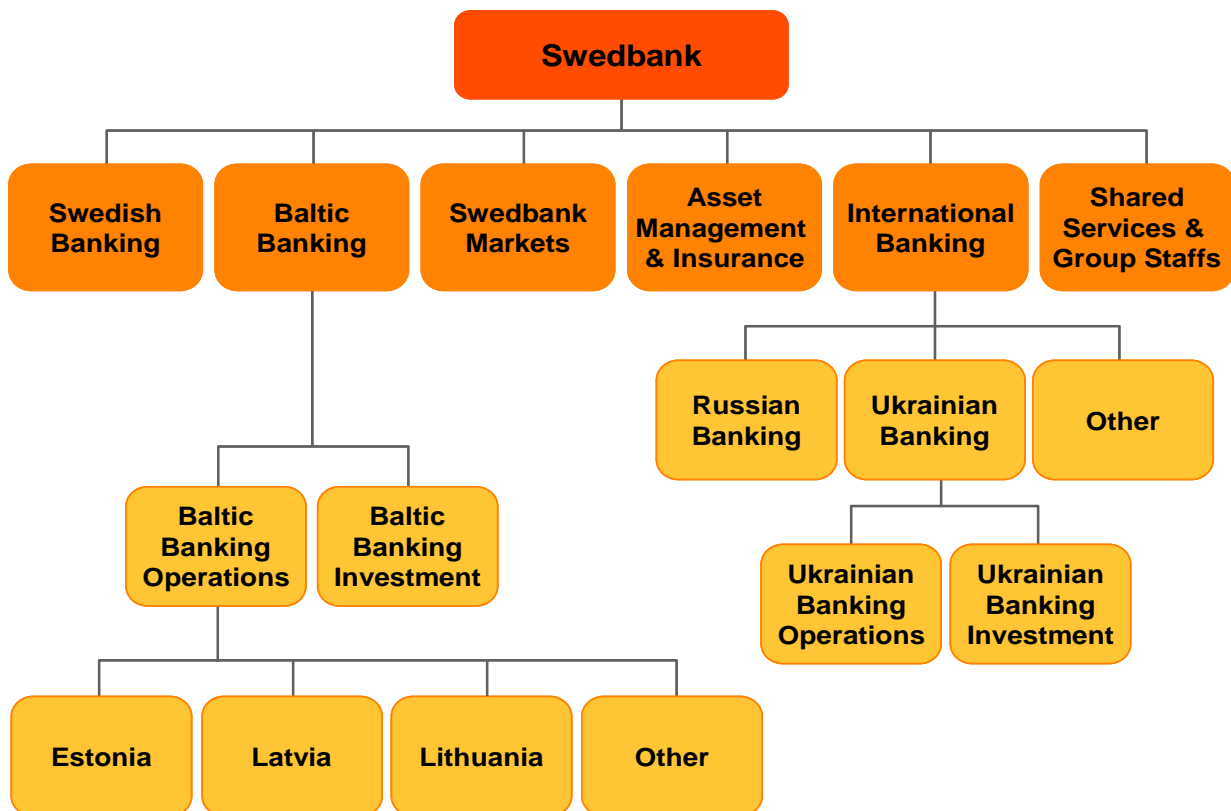 Swedbank
Swedish
Banking
Baltic
Banking
Swedbank
Markets
Asset
Management
& Insurance
International
Banking
Shared
Services &
Group Staffs
Russian
Banking
Ukrainian
Banking
Other
Baltic
Banking
Operations
Baltic
Banking
Investment
Ukrainian
Banking
Operations
Ukrainian
Banking
Investment
Estonia
Latvia
Lithuania
Other